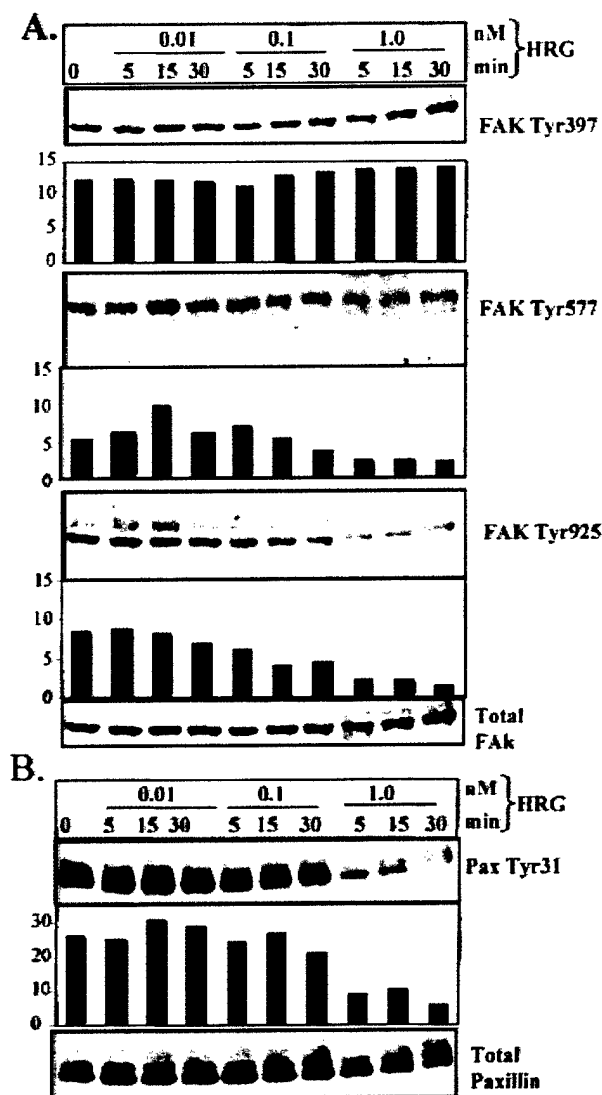 A.
0.01 0.1 1.0 nM
0 5 15 30 5 15 30 5 15 30 min } HRG
FAK Tyr397
15
10
5
0
FAK Tyr577
15
10
5
0
FAK Tyr925
15
10
5
0
Total
FAk
B.
0.01 0.1 1.0 nM
0 5 15 30 5 15 30 5 15 30 min } HRG
Pax Tyr31
30
20
10
0
Total
Paxillin